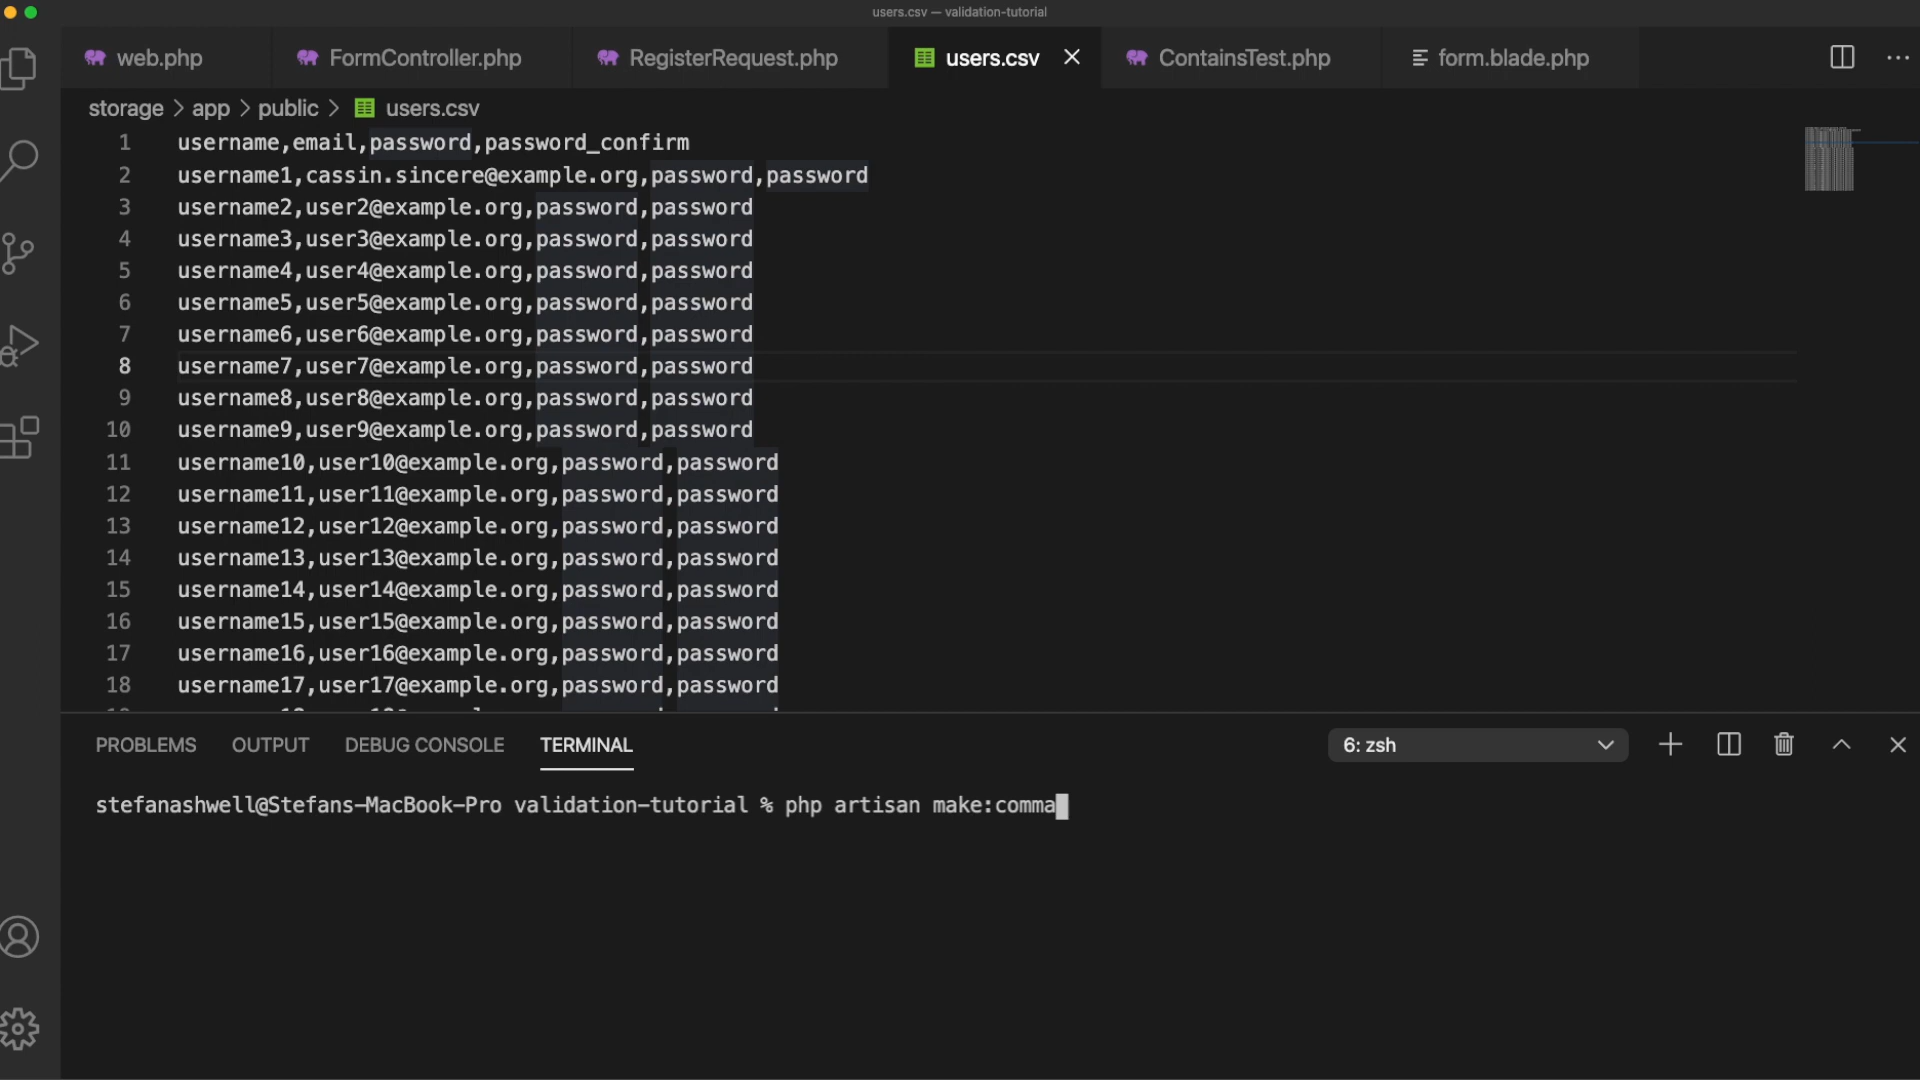 users.csv — validation-tutorial
web.php
FormController.php
RegisterRequest.php
users.csv
ContainsTest.php
form.blade.php
storage > app > public > users.csv
1 username,email,password,password_confirm
2 username1,cassin.sincere@example.org,password,password
3 username2,user2@example.org,password,password
4 username3,user3@example.org,password,password
5 username4,user4@example.org,password,password
6 username5,user5@example.org,password,password
7 username6,user6@example.org,password,password
8 username7,user7@example.org,password,password
9 username8,user8@example.org,password,password
10 username9,user9@example.org,password,password
11 username10,user10@example.org,password,password
12 username11,user11@example.org,password,password
13 username12,user12@example.org,password,password
14 username13,user13@example.org,password,password
15 username14,user14@example.org,password,password
16 username15,user15@example.org,password,password
17 username16,user16@example.org,password,password
18 username17,user17@example.org,password,password
PROBLEMS OUTPUT DEBUG CONSOLE TERMINAL 6: zsh
stefanashwell@Stefans-MacBook-Pro validation-tutorial % php artisan make:comma